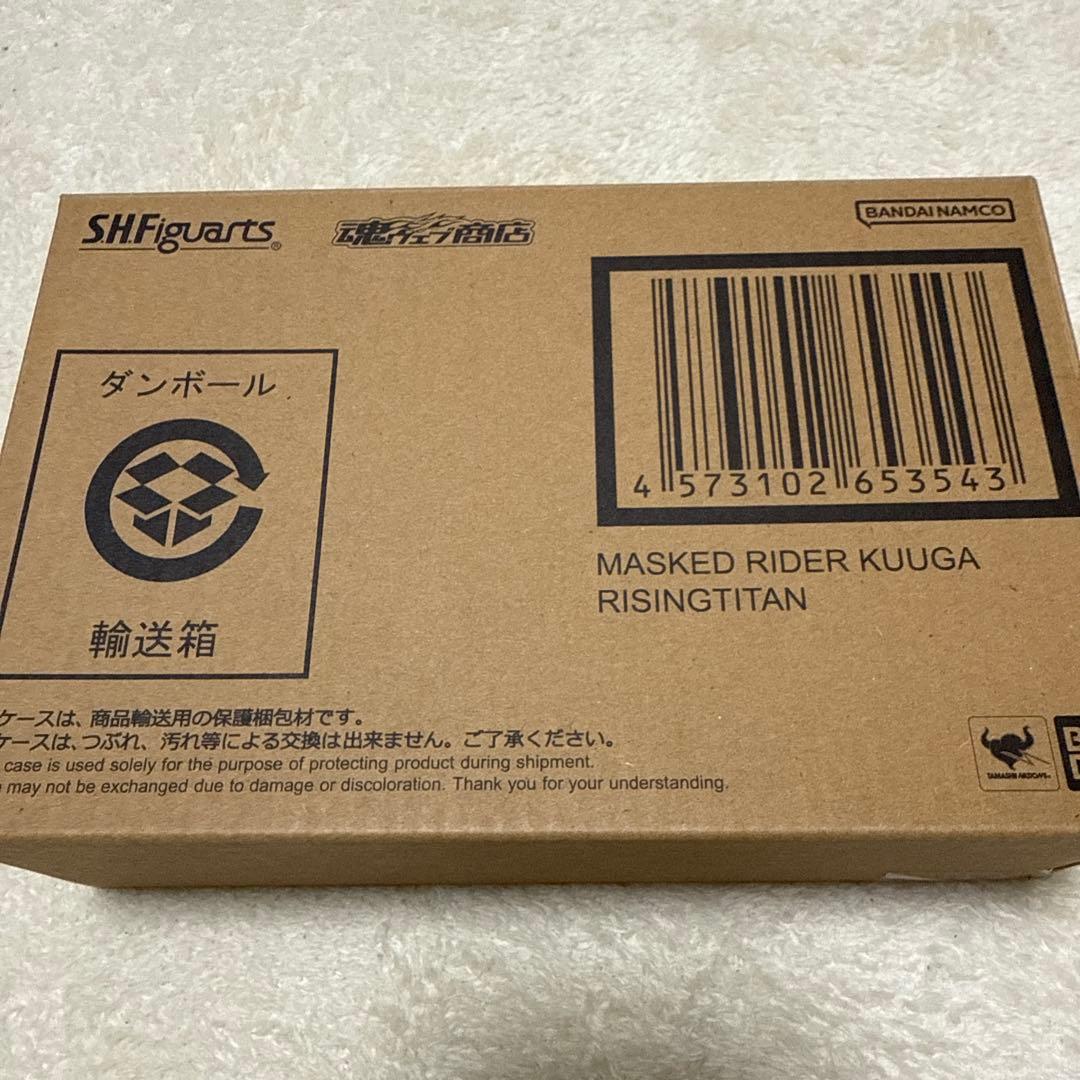 S.H.Figuarts®
魂ウェブ商店
BANDAI NAMCO
ダンボール
輸送箱
4 573102 653543
MASKED RIDER KUUGA
RISINGTITAN
ケースは、商品輸送用の保護梱包材です。
ケースは、つぶれ、汚れ等による交換は出来ません。ご了承ください。
case is used solely for the purpose of protecting product during shipment.
may not be exchanged due to damage or discoloration. Thank you for your understanding.
TAMASHII NATIONS